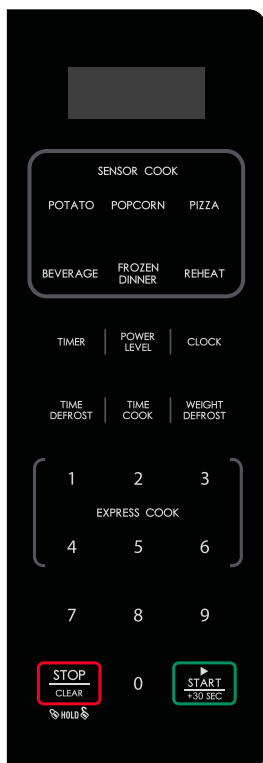 SENSOR COOK
POTATO POPCORN PIZZA
BEVERAGE FROZEN DINNER REHEAT
TIMER POWER LEVEL CLOCK
TIME DEFROST TIME COOK WEIGHT DEFROST
1 2 3
EXPRESS COOK
4 5 6
7 8 9
STOP 0 START
CLEAR +30 SEC
HOLD